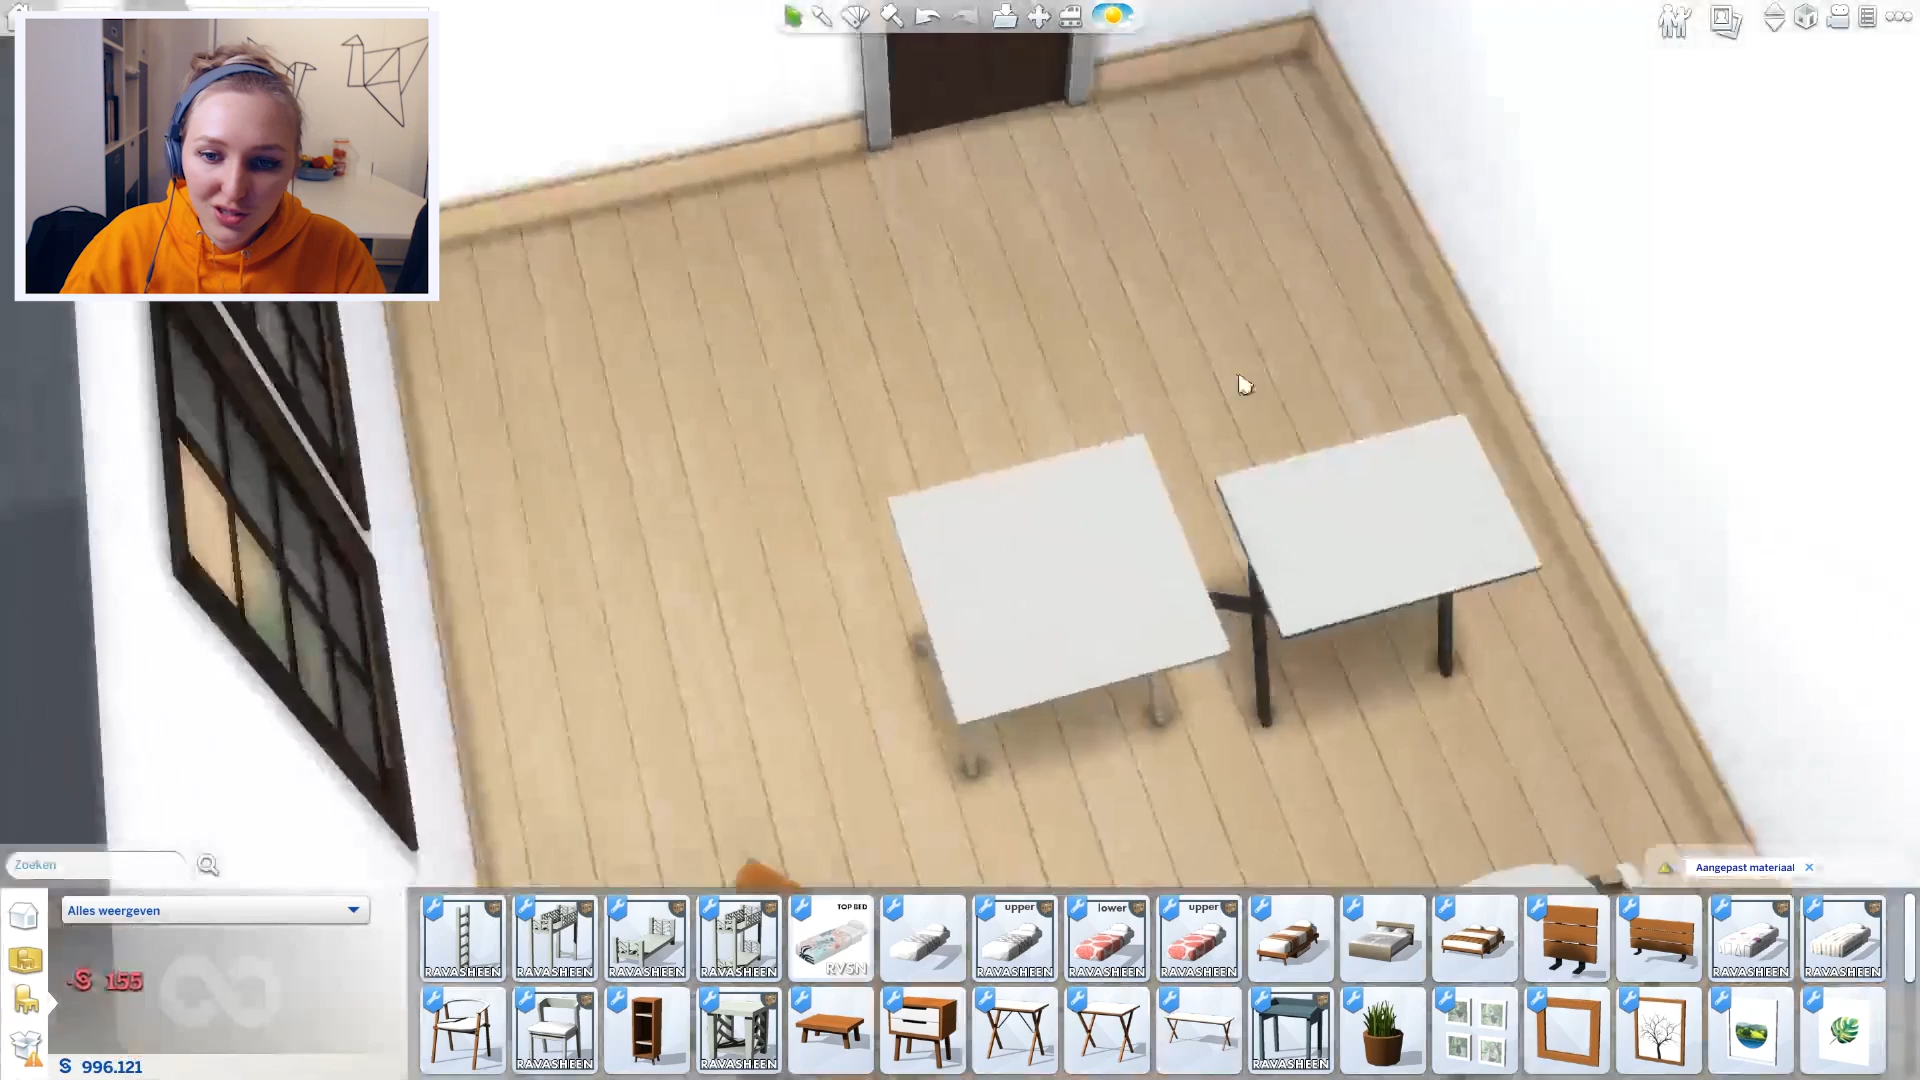 Zoeken
Aangepast materiaal
Alles weergeven
-§ 155
§ 996.121
RAVASHEEN
RAVASHEEN
RAVASHEEN
RAVASHEEN
TOP BED
RVSN
upper
RAVASHEEN
lower
RAVASHEEN
upper
RAVASHEEN
RAVASHEEN
RAVASHEEN
RAVASHEEN
RAVASHEEN
RAVASHEEN